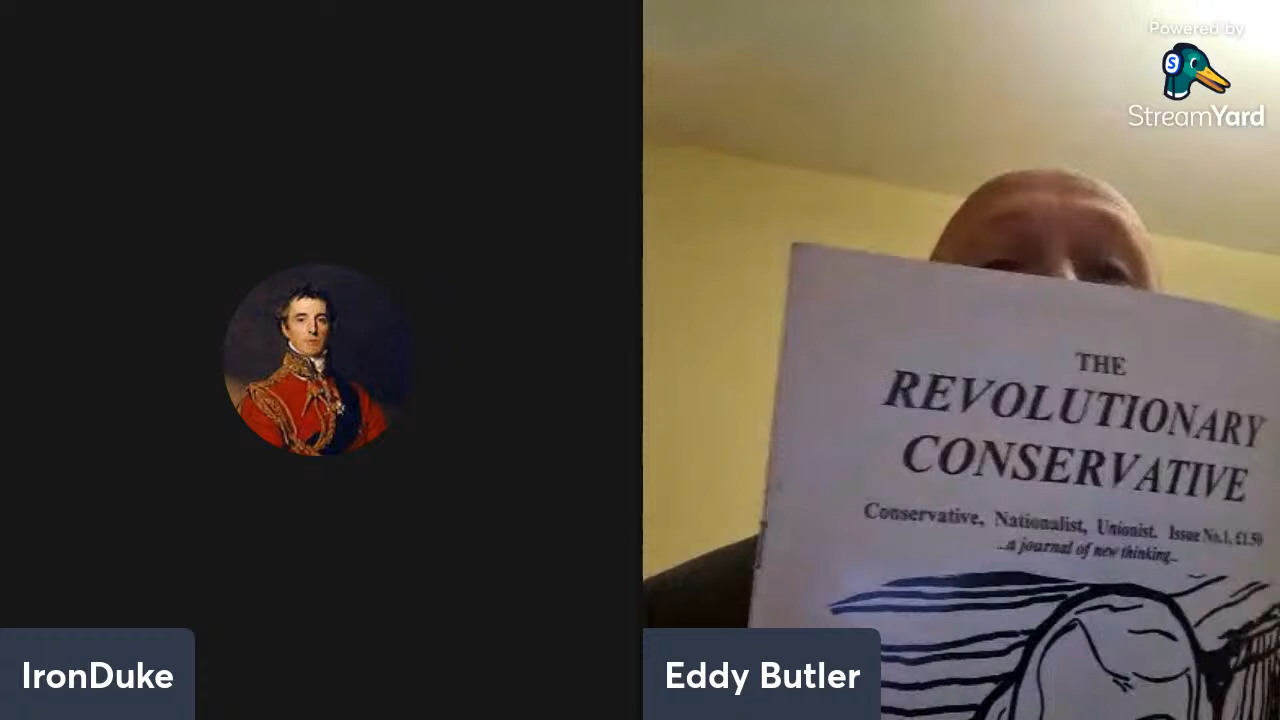 Powered by
StreamYard
THE
REVOLUTIONARY
CONSERVATIVE
Conservative, Nationalist, Unionist. Issue No.1, £1.50
...a journal of new thinking...
IronDuke
Eddy Butler